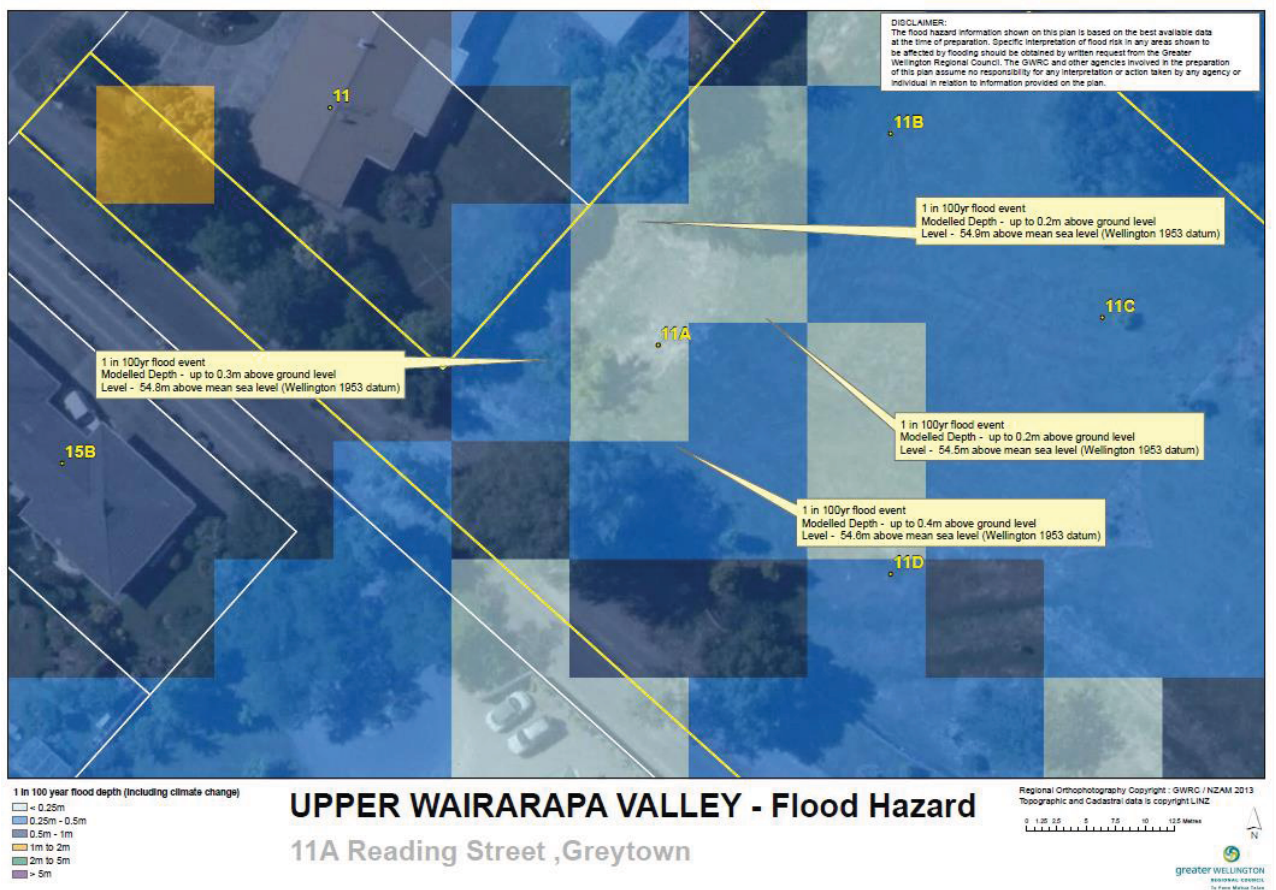 DISCLAIMER:
The flood hazard information shown on this plan is based on the best available data
at the time of preparation. Specific interpretation of flood risk in any areas shown to
be affected by flooding should be obtained by written request from the Greater
Wellington Regional Council. The GWRC and other agencies involved in the preparation
of this plan assume no responsibility for any interpretation or action taken by any agency or
individual in relation to information provided on the plan.
11
11B
1 in 100yr flood event
Modelled Depth - up to 0.2m above ground level
Level - 54.9m above mean sea level (Wellington 1953 datum)
11C
11A
1 in 100yr flood event
Modelled Depth - up to 0.3m above ground level
Level - 54.8m above mean sea level (Wellington 1953 datum)
1 in 100yr flood event
Modelled Depth - up to 0.2m above ground level
Level - 54.5m above mean sea level (Wellington 1953 datum)
15B
1 in 100yr flood event
Modelled Depth - up to 0.4m above ground level
Level - 54.6m above mean sea level (Wellington 1953 datum)
11D
1 in 100 year flood depth (including climate change)
< 0.25m
0.25m - 0.5m
0.5m - 1m
1m to 2m
2m to 5m
> 5m
UPPER WAIRARAPA VALLEY - Flood Hazard
11A Reading Street ,Greytown
Regional Orthophotography Copyright : GWRC / NZAM 2013
Topographic and Cadastral data is copyright LINZ
0 1.25 2.5 5 7.5 10 12.5 Metres
N
greater WELLINGTON
REGIONAL COUNCIL
Te Pane Matua Taiao